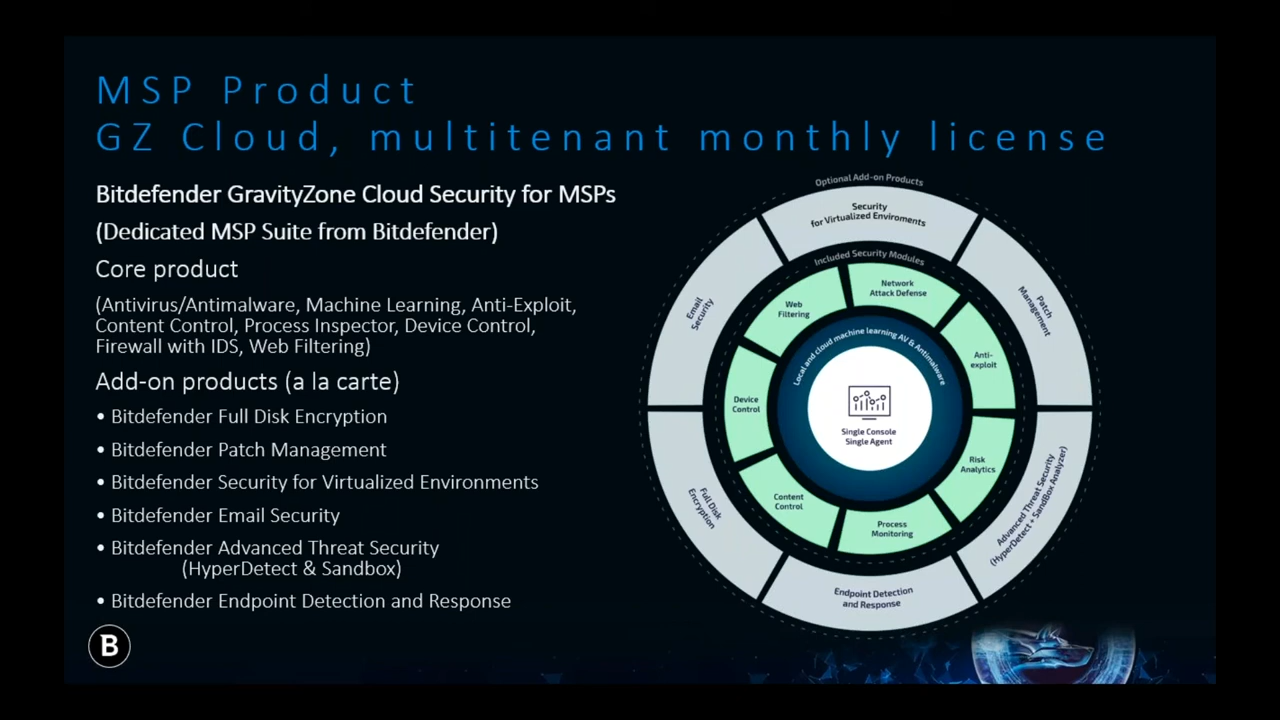 MSP Product
GZ Cloud, multitenant monthly license
Bitdefender GravityZone Cloud Security for MSPs
(Dedicated MSP Suite from Bitdefender)
Core product
(Antivirus/Antimalware, Machine Learning, Anti-Exploit,
Content Control, Process Inspector, Device Control,
Firewall with IDS, Web Filtering)
Add-on products (a la carte)
• Bitdefender Full Disk Encryption
• Bitdefender Patch Management
• Bitdefender Security for Virtualized Environments
• Bitdefender Email Security
• Bitdefender Advanced Threat Security
(HyperDetect & Sandbox)
• Bitdefender Endpoint Detection and Response
B
Optional Add-on Products
Security
for Virtualized Enviroments
Patch
Management
Advanced Threat Security
(HyperDetect + SandBox Analyzer)
Endpoint Detection
and Response
Full Disk
Encryption
Email
Security
Included Security Modules
Network
Attack Defense
Anti-
exploit
Risk
Analytics
Process
Monitoring
Content
Control
Device
Control
Web
Filtering
Local and cloud machine learning AV & Antimalware
Single Console
Single Agent